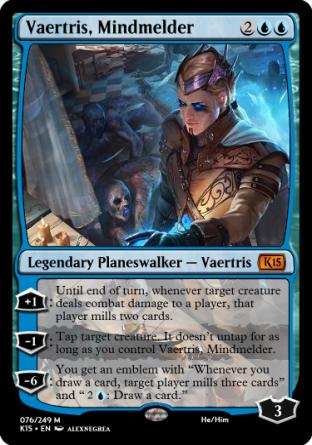 Vaertris, Mindmelder 2
Legendary Planeswalker — Vaertris K15
+1 Until end of turn, whenever target creature
deals combat damage to a player, that
player mills two cards.
-1 Tap target creature. It doesn't untap for as
long as you control Vaertris, Mindmelder.
-6 You get an emblem with “Whenever you
draw a card, target player mills three cards”
and “ 2 : Draw a card.”
3
076/249 M He/Him
K15 • EN ALEXNEGREA